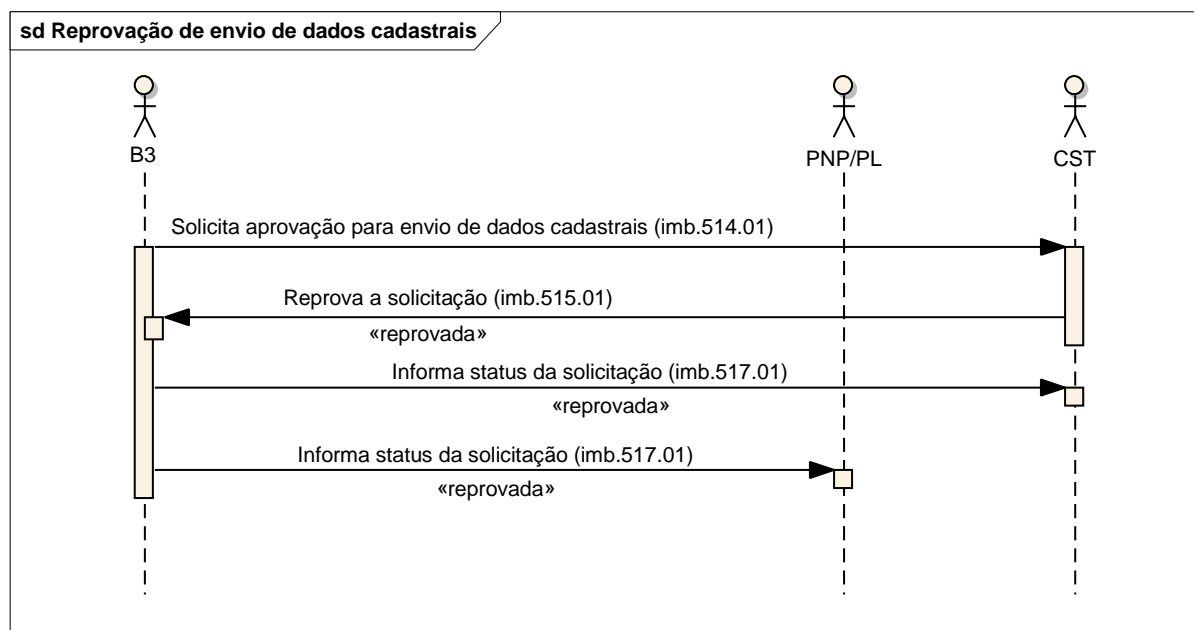 sd Reprovação de envio de dados cadastrais
B3
PNP/PL
CST
Solicita aprovação para envio de dados cadastrais (imb.514.01)
Reprova a solicitação (imb.515.01)
«reprovada»
Informa status da solicitação (imb.517.01)
«reprovada»
Informa status da solicitação (imb.517.01)
«reprovada»